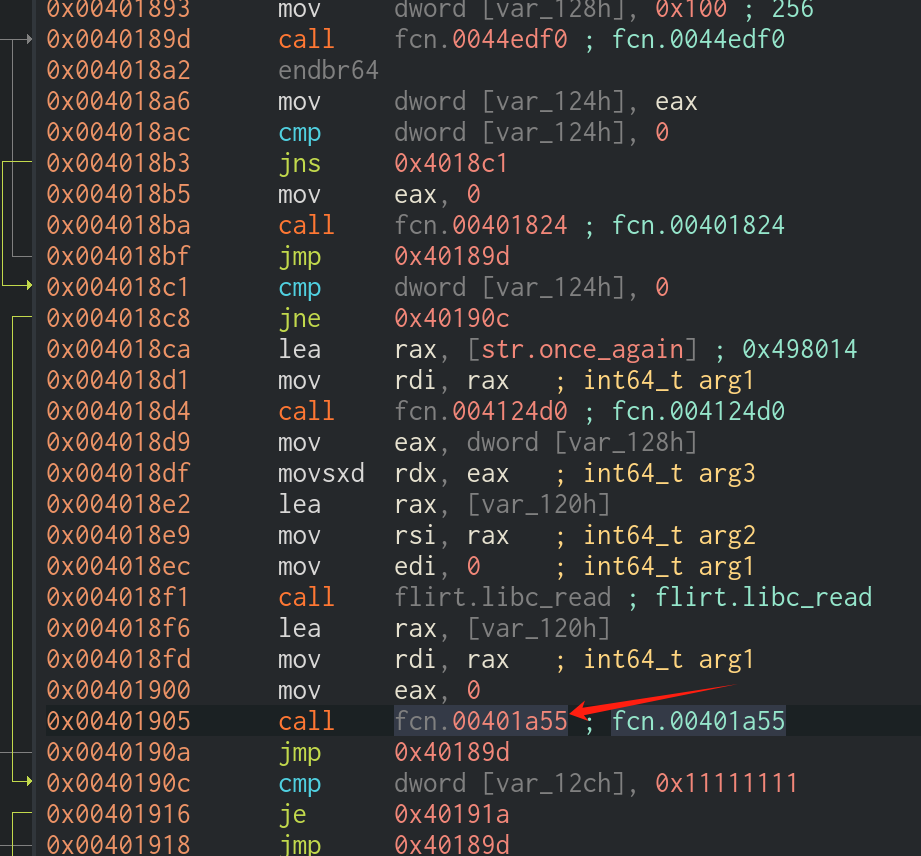 0x00401893 mov dword [var_128h], 0x100 ; 256
0x0040189d call fcn.0044edf0 ; fcn.0044edf0
0x004018a2 endbr64
0x004018a6 mov dword [var_124h], eax
0x004018ac cmp dword [var_124h], 0
0x004018b3 jns 0x4018c1
0x004018b5 mov eax, 0
0x004018ba call fcn.00401824 ; fcn.00401824
0x004018bf jmp 0x40189d
0x004018c1 cmp dword [var_124h], 0
0x004018c8 jne 0x40190c
0x004018ca lea rax, [str.once_again] ; 0x498014
0x004018d1 mov rdi, rax ; int64_t arg1
0x004018d4 call fcn.004124d0 ; fcn.004124d0
0x004018d9 mov eax, dword [var_128h]
0x004018df movsxd rdx, eax ; int64_t arg3
0x004018e2 lea rax, [var_120h]
0x004018e9 mov rsi, rax ; int64_t arg2
0x004018ec mov edi, 0 ; int64_t arg1
0x004018f1 call flirt.libc_read ; flirt.libc_read
0x004018f6 lea rax, [var_120h]
0x004018fd mov rdi, rax ; int64_t arg1
0x00401900 mov eax, 0
0x00401905 call fcn.00401a55 ; fcn.00401a55
0x0040190a jmp 0x40189d
0x0040190c cmp dword [var_12ch], 0x11111111
0x00401916 je 0x40191a
0x00401918 jmp 0x40189d